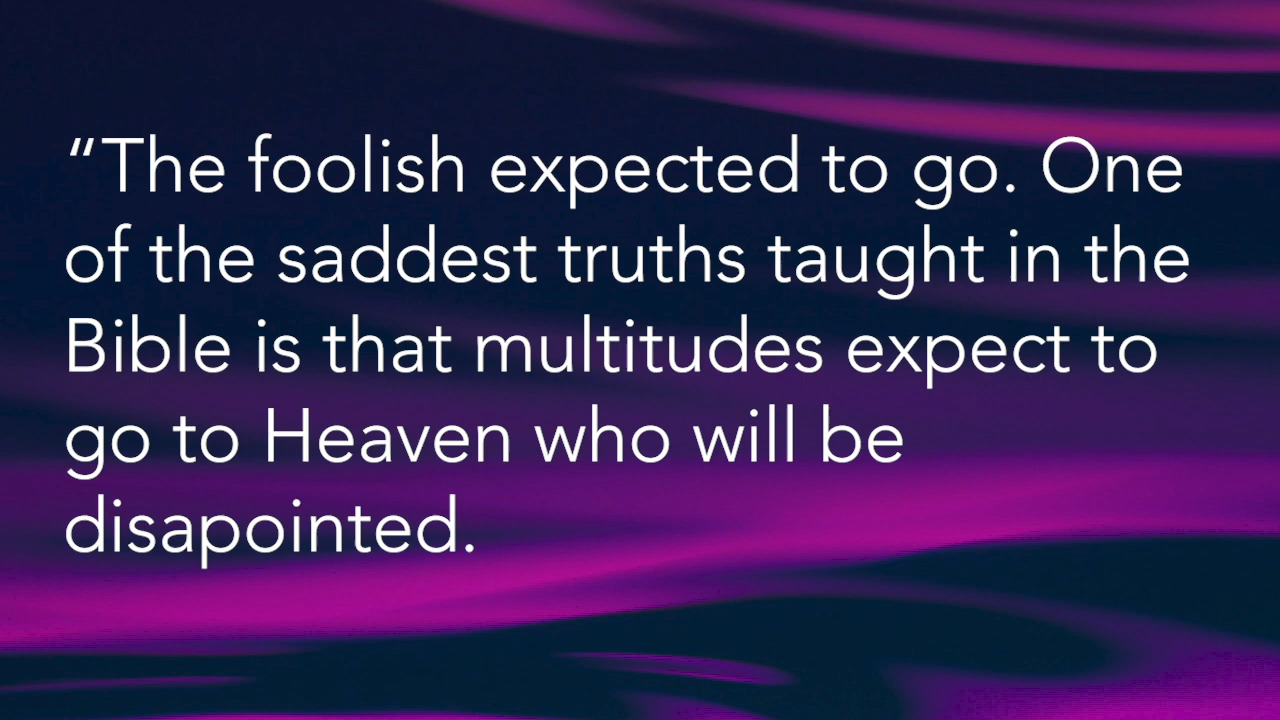 “The foolish expected to go. One
of the saddest truths taught in the
Bible is that multitudes expect to
go to Heaven who will be
disapointed.